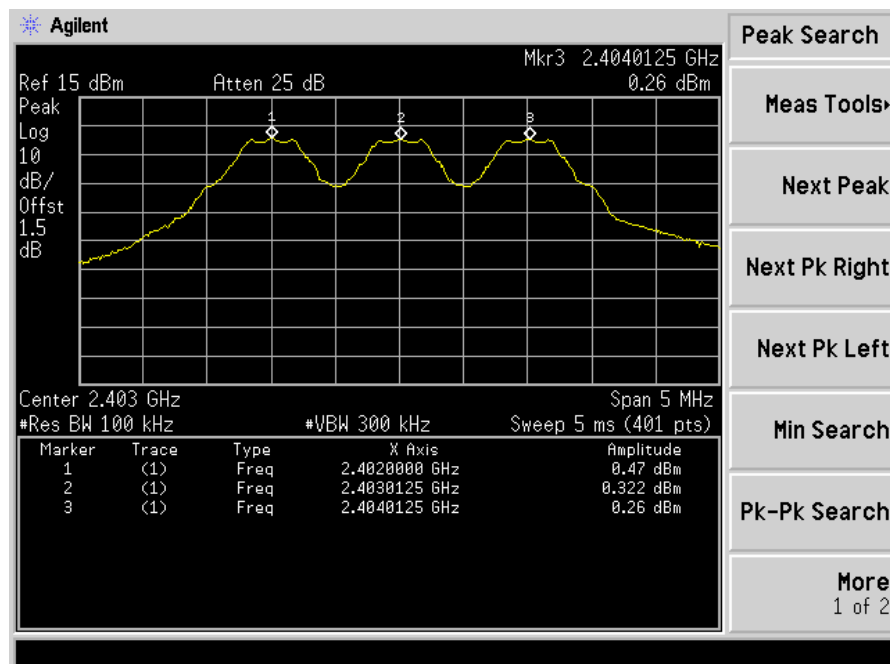 Agilent
Peak Search
Mkr3 2.4040125 GHz
Ref 15 dBm Atten 25 dB 0.26 dBm
Peak
Log
10
dB/
Offst
1.5
dB
1 2 3
Meas Tools
Next Peak
Next Pk Right
Next Pk Left
Min Search
Pk-Pk Search
More
1 of 2
Center 2.403 GHz Span 5 MHz
#Res BW 100 kHz #VBW 300 kHz Sweep 5 ms (401 pts)
Marker Trace Type X Axis Amplitude
1 (1) Freq 2.4020000 GHz 0.47 dBm
2 (1) Freq 2.4030125 GHz 0.322 dBm
3 (1) Freq 2.4040125 GHz 0.26 dBm